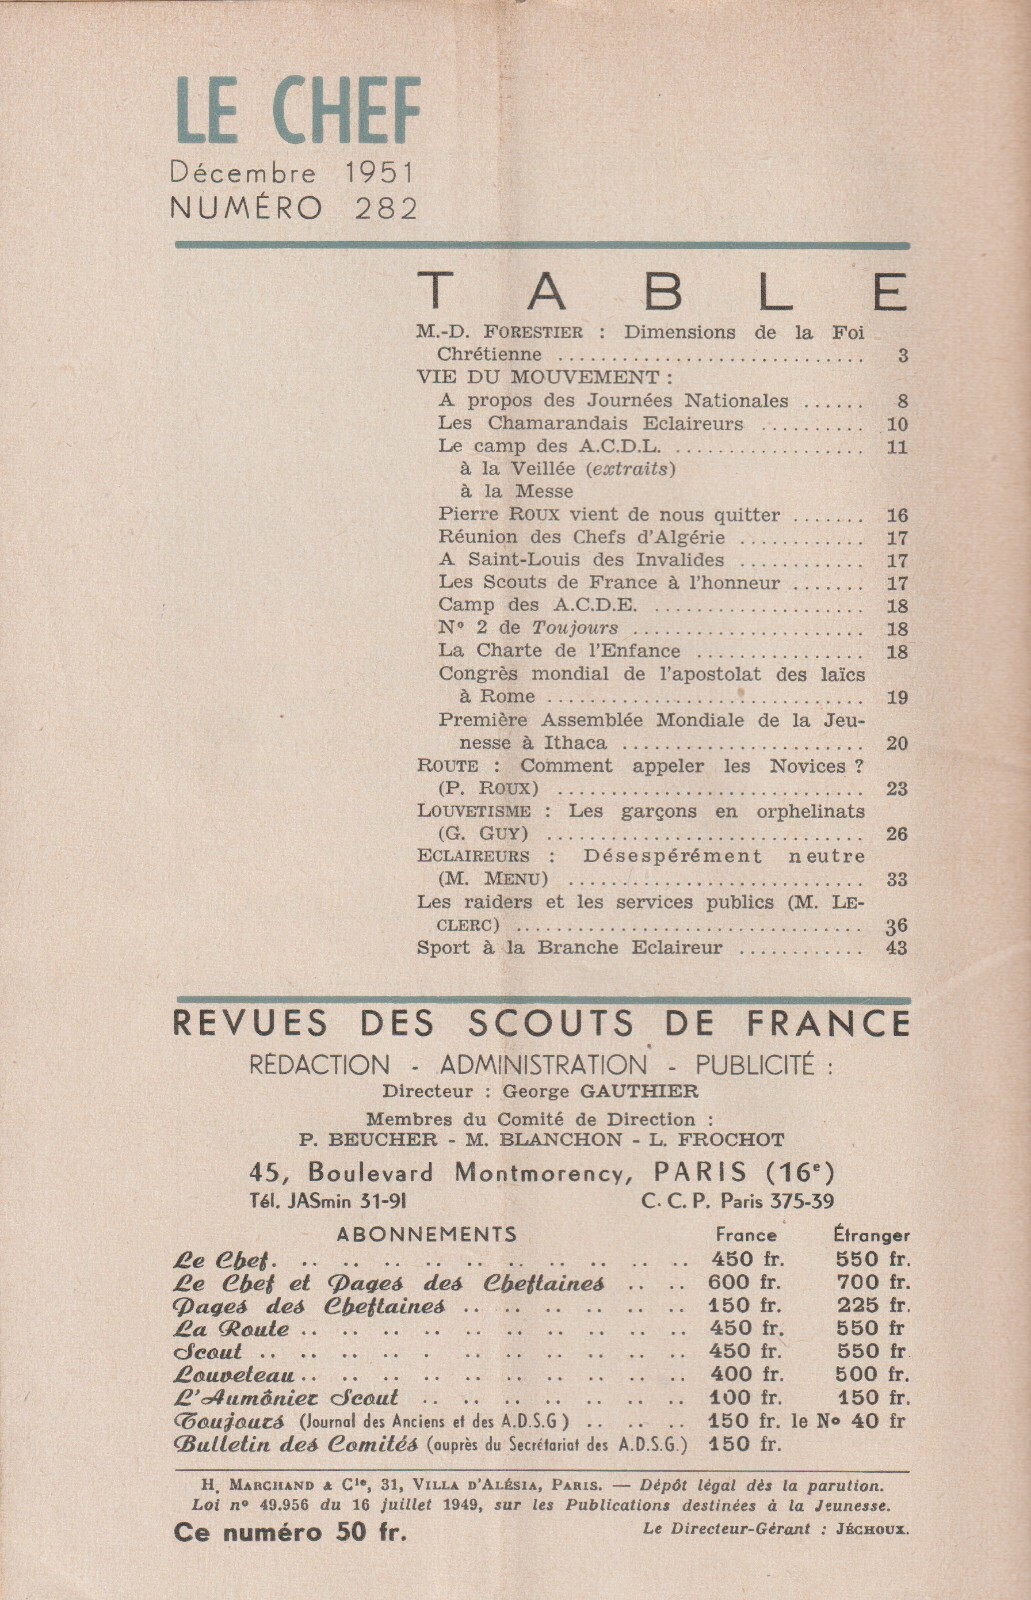 LE CHEF
Décembre 1951
NUMÉRO 282
TABLE
M.-D. FORESTIER : Dimensions de la Foi
Chrétienne ............................ 3
VIE DU MOUVEMENT :
A propos des Journées Nationales ...... 8
Les Chamarandais Eclaireurs .......... 10
Le camp des A.C.D.L. .................. 11
à la Veillée (extraits)
à la Messe
Pierre ROUX vient de nous quitter ....... 16
Réunion des Chefs d'Algérie ............ 17
A Saint-Louis des Invalides ............ 17
Les Scouts de France à l'honneur ....... 17
Camp des A.C.D.E. .................... 18
N° 2 de Toujours ...................... 18
La Charte de l'Enfance ................ 18
Congrès mondial de l'apostolat des laïcs
à Rome .............................. 19
Première Assemblée Mondiale de la Jeu-
nesse à Ithaca ....................... 20
ROUTE : Comment appeler les Novices ?
(P. ROUX) ............................ 23
LOUVETISME : Les garçons en orphelinats
(G. GUY) .............................. 26
ECLAIREURS : Désespérément neutre
(M. MENU) ............................ 33
Les raiders et les services publics (M. LE-
CLERC) ................................ 36
Sport à la Branche Eclaireur ............ 43
REVUES DES SCOUTS DE FRANCE
RÉDACTION - ADMINISTRATION - PUBLICITÉ :
Directeur : George GAUTHIER
Membres du Comité de Direction :
P. BEUCHER - M. BLANCHON - L. FROCHOT
45, Boulevard Montmorency, PARIS (16e)
Tél. JASmin 31-91 C. C. P. Paris 375-39
ABONNEMENTS France Étranger
Le Chef. .. .. .. .. .. .. .. .. .. .. 450 fr. 550 fr.
Le Chef et Pages des Cheftaines .. .. 600 fr. 700 fr.
Pages des Cheftaines .. .. .. .. .. .. 150 fr. 225 fr.
La Route .. .. .. .. .. .. .. .. .. .. 450 fr. 550 fr
Scout .. .. .. .. . .. .. .. .. .. .. 450 fr. 550 fr
Louveteau .. .. .. .. .. .. .. .. .. .. 400 fr. 500 fr.
L'Aumônier Scout .. .. .. .. .. .. .. 100 fr. 150 fr.
Toujours (Journal des Anciens et des A.D.S.G.) .. .. .. 150 fr. le No 40 fr
Bulletin des Comités (auprès du Secrétariat des A.D.S.G.) 150 fr.
H. MARCHAND & Cie, 31, VILLA D'ALÉSIA, PARIS. — Dépôt légal dès la parution.
Loi n° 49.956 du 16 juillet 1949, sur les Publications destinées à la Jeunesse.
Ce numéro 50 fr. Le Directeur-Gérant : JÉCHOUX.